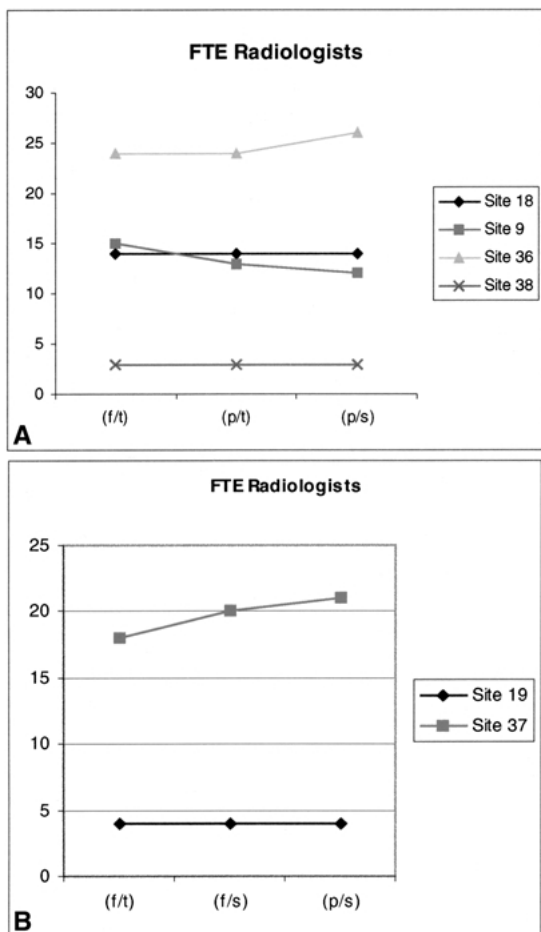 FTE Radiologists
30
25
20
15
10
5
0
(f/t) (p/t) (p/s)
Site 18
Site 9
Site 36
Site 38
A
FTE Radiologists
25
20
15
10
5
0
(f/t) (f/s) (p/s)
Site 19
Site 37
B